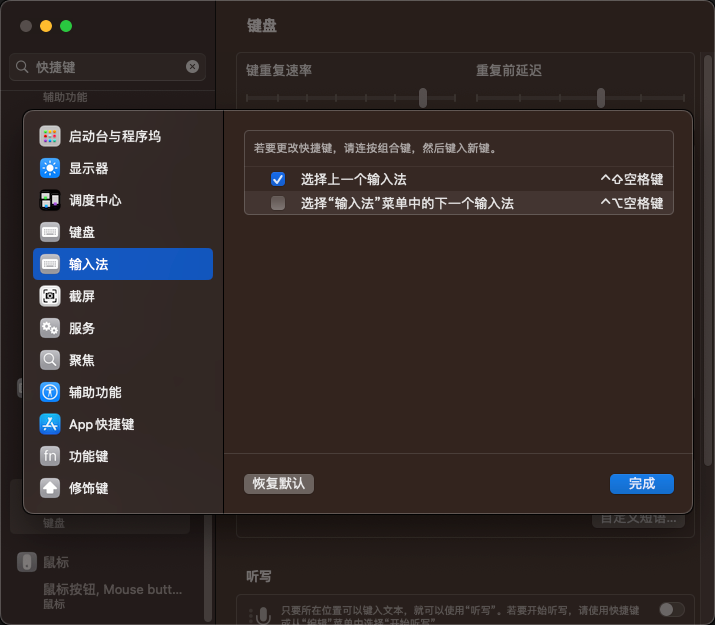 键盘
快捷键
辅助功能
键重复速率
重复前延迟
启动台与程序坞
显示器
调度中心
键盘
输入法
截屏
服务
聚焦
辅助功能
App快捷键
功能键
修饰键
若要更改快捷键，请连按组合键，然后键入新键。
选择上一个输入法 ^⇧空格键
选择“输入法”菜单中的下一个输入法 ^⌥空格键
恢复默认
完成
键盘
鼠标
鼠标按钮, Mouse butt...
鼠标
自定义短语...
听写
只要所在位置可以键入文本，就可以使用“听写”。若要开始听写，请使用快捷键
或从“编辑”菜单中选择“开始听写”。